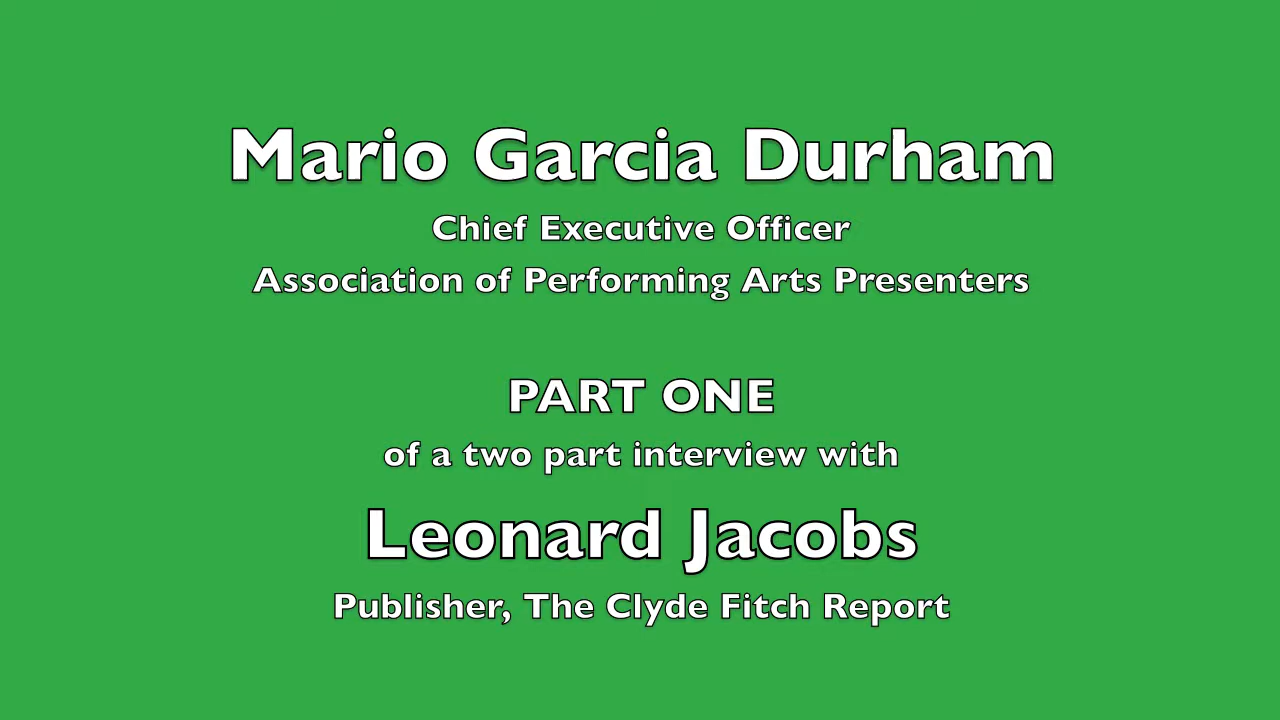 Mario Garcia Durham
Chief Executive Officer
Association of Performing Arts Presenters
PART ONE
of a two part interview with
Leonard Jacobs
Publisher, The Clyde Fitch Report